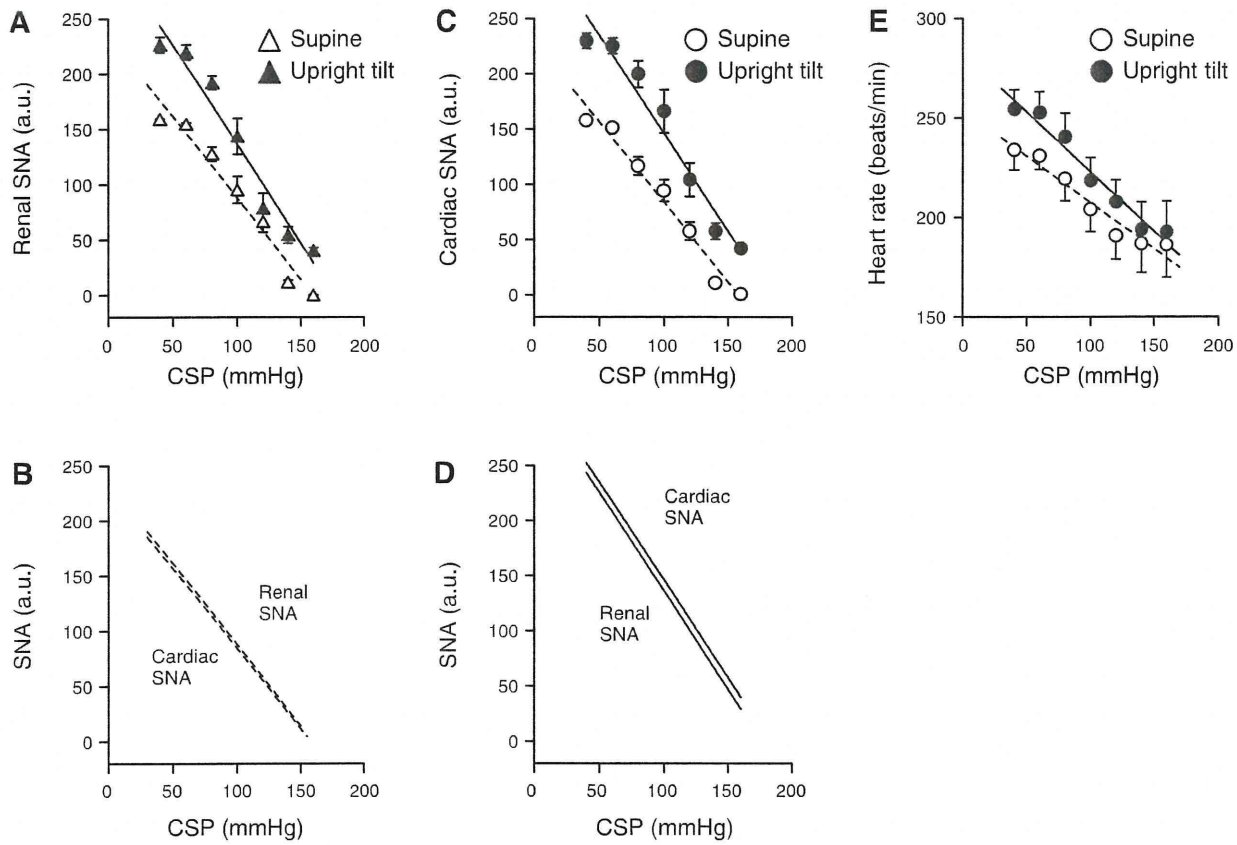 A
Renal SNA (a.u.)
250
200
150
100
50
0
Supine
Upright tilt
0 50 100 150 200
CSP (mmHg)
C
Cardiac SNA (a.u.)
250
200
150
100
50
0
Supine
Upright tilt
0 50 100 150 200
CSP (mmHg)
E
Heart rate (beats/min)
300
250
200
150
Supine
Upright tilt
0 50 100 150 200
CSP (mmHg)
B
SNA (a.u.)
250
200
150
100
50
0
Renal
SNA
Cardiac
SNA
0 50 100 150 200
CSP (mmHg)
D
SNA (a.u.)
250
200
150
100
50
0
Cardiac
SNA
Renal
SNA
0 50 100 150 200
CSP (mmHg)